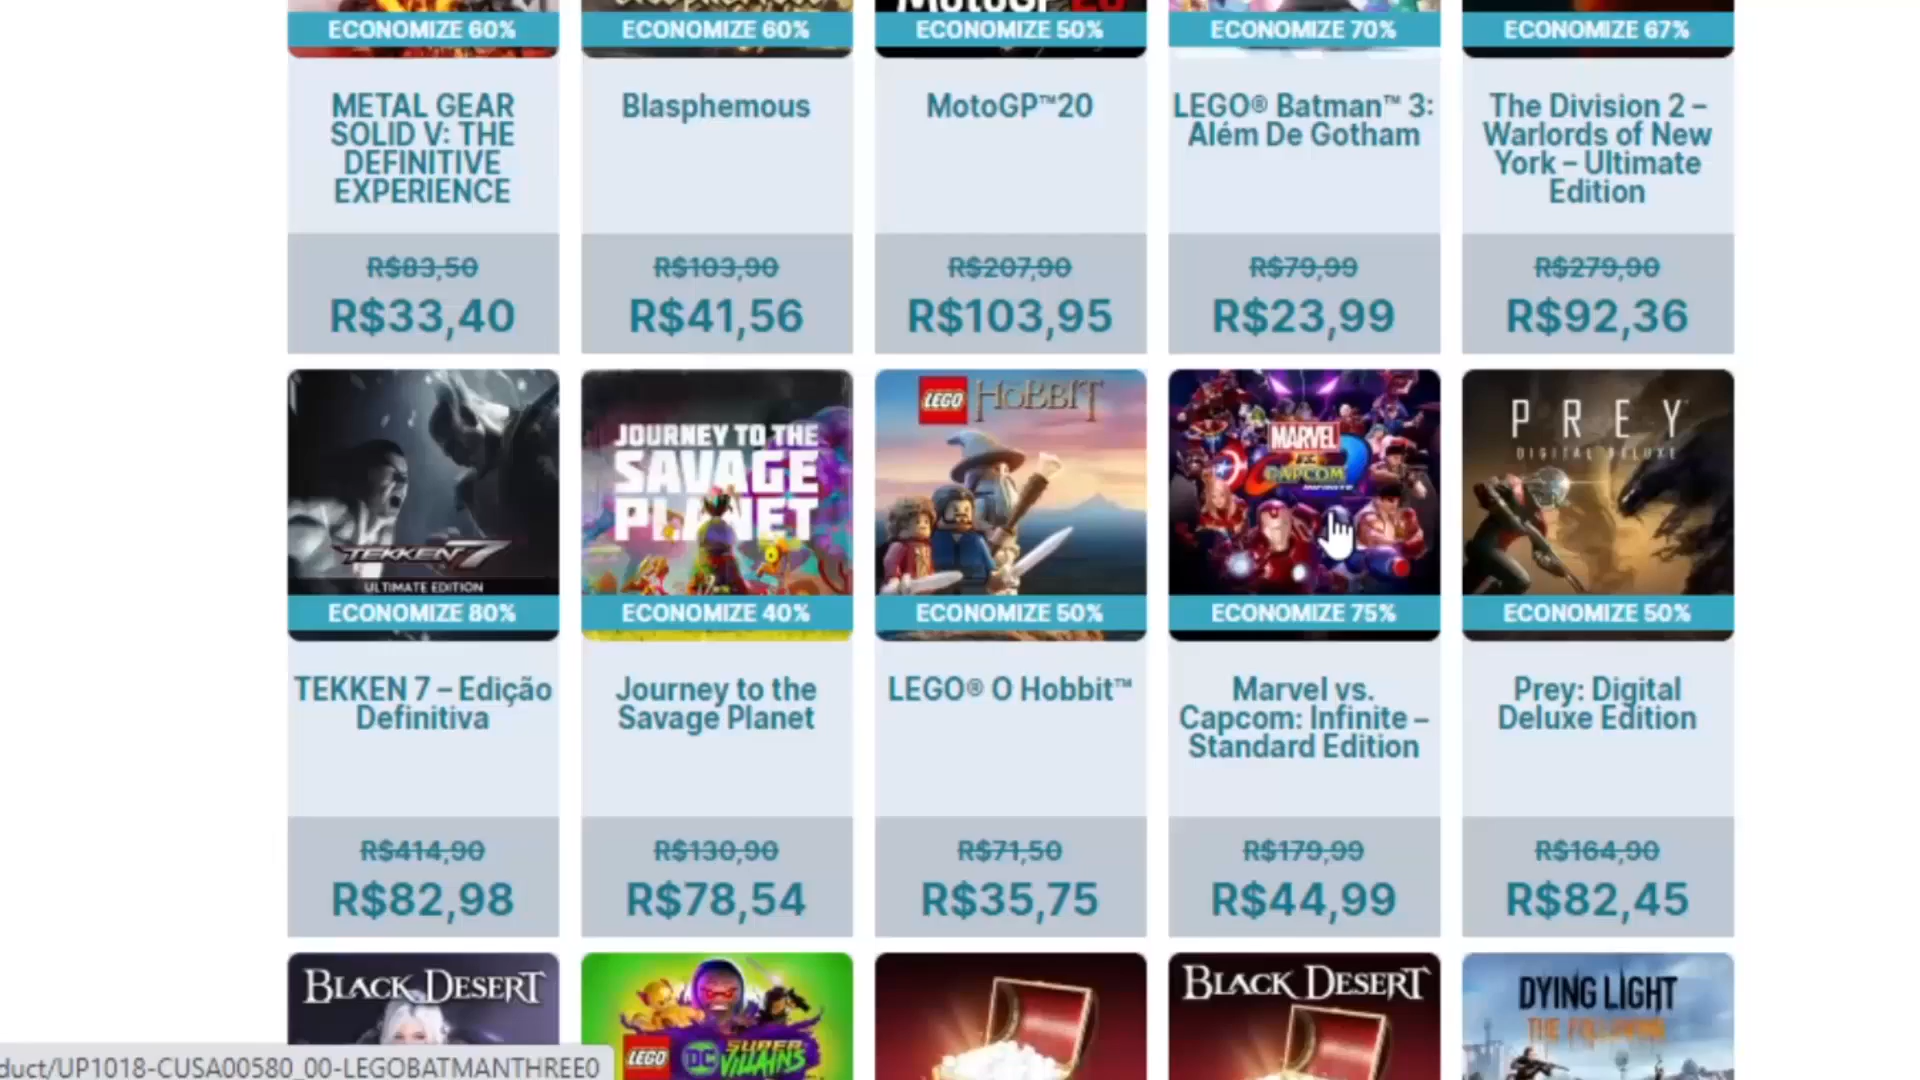 ECONOMIZE 60%
ECONOMIZE 60%
ECONOMIZE 50%
ECONOMIZE 70%
ECONOMIZE 67%
METAL GEAR
SOLID V: THE
DEFINITIVE
EXPERIENCE
Blasphemous
MotoGP™20
LEGO® Batman™ 3:
Além De Gotham
The Division 2 –
Warlords of New
York – Ultimate
Edition
R$83,50
R$33,40
R$103,90
R$41,56
R$207,90
R$103,95
R$79,99
R$23,99
R$279,90
R$92,36
TEKKEN 7
ULTIMATE EDITION
ECONOMIZE 80%
JOURNEY TO THE
SAVAGE
PLANET
ECONOMIZE 40%
LEGO HOBBIT
ECONOMIZE 50%
MARVEL
VS.
CAPCOM
INFINITE
ECONOMIZE 75%
PREY
DIGITAL DELUXE
ECONOMIZE 50%
TEKKEN 7 – Edição
Definitiva
Journey to the
Savage Planet
LEGO® O Hobbit™
Marvel vs.
Capcom: Infinite –
Standard Edition
Prey: Digital
Deluxe Edition
R$414,90
R$82,98
R$130,90
R$78,54
R$71,50
R$35,75
R$179,99
R$44,99
R$164,90
R$82,45
BLACK DESERT
LEGO DC SUPER
VILLAINS
BLACK DESERT
DYING LIGHT
THE FOLLOWING
duct/UP1018-CUSA00580_00-LEGOBATMANTHREE0